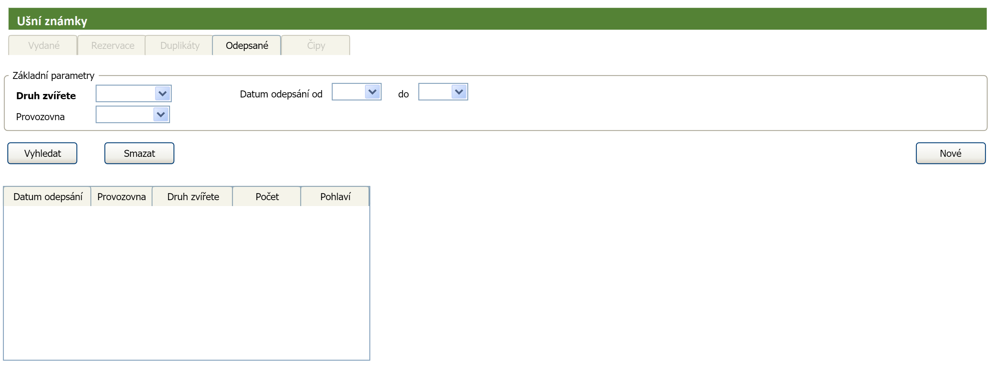 Ušní známky
Vydané Rezervace Duplikáty Odepsané Čipy
Základní parametry
Druh zvířete Datum odepsání od do
Provozovna
Vyhledat Smazat Nové
Datum odepsání Provozovna Druh zvířete Počet Pohlaví